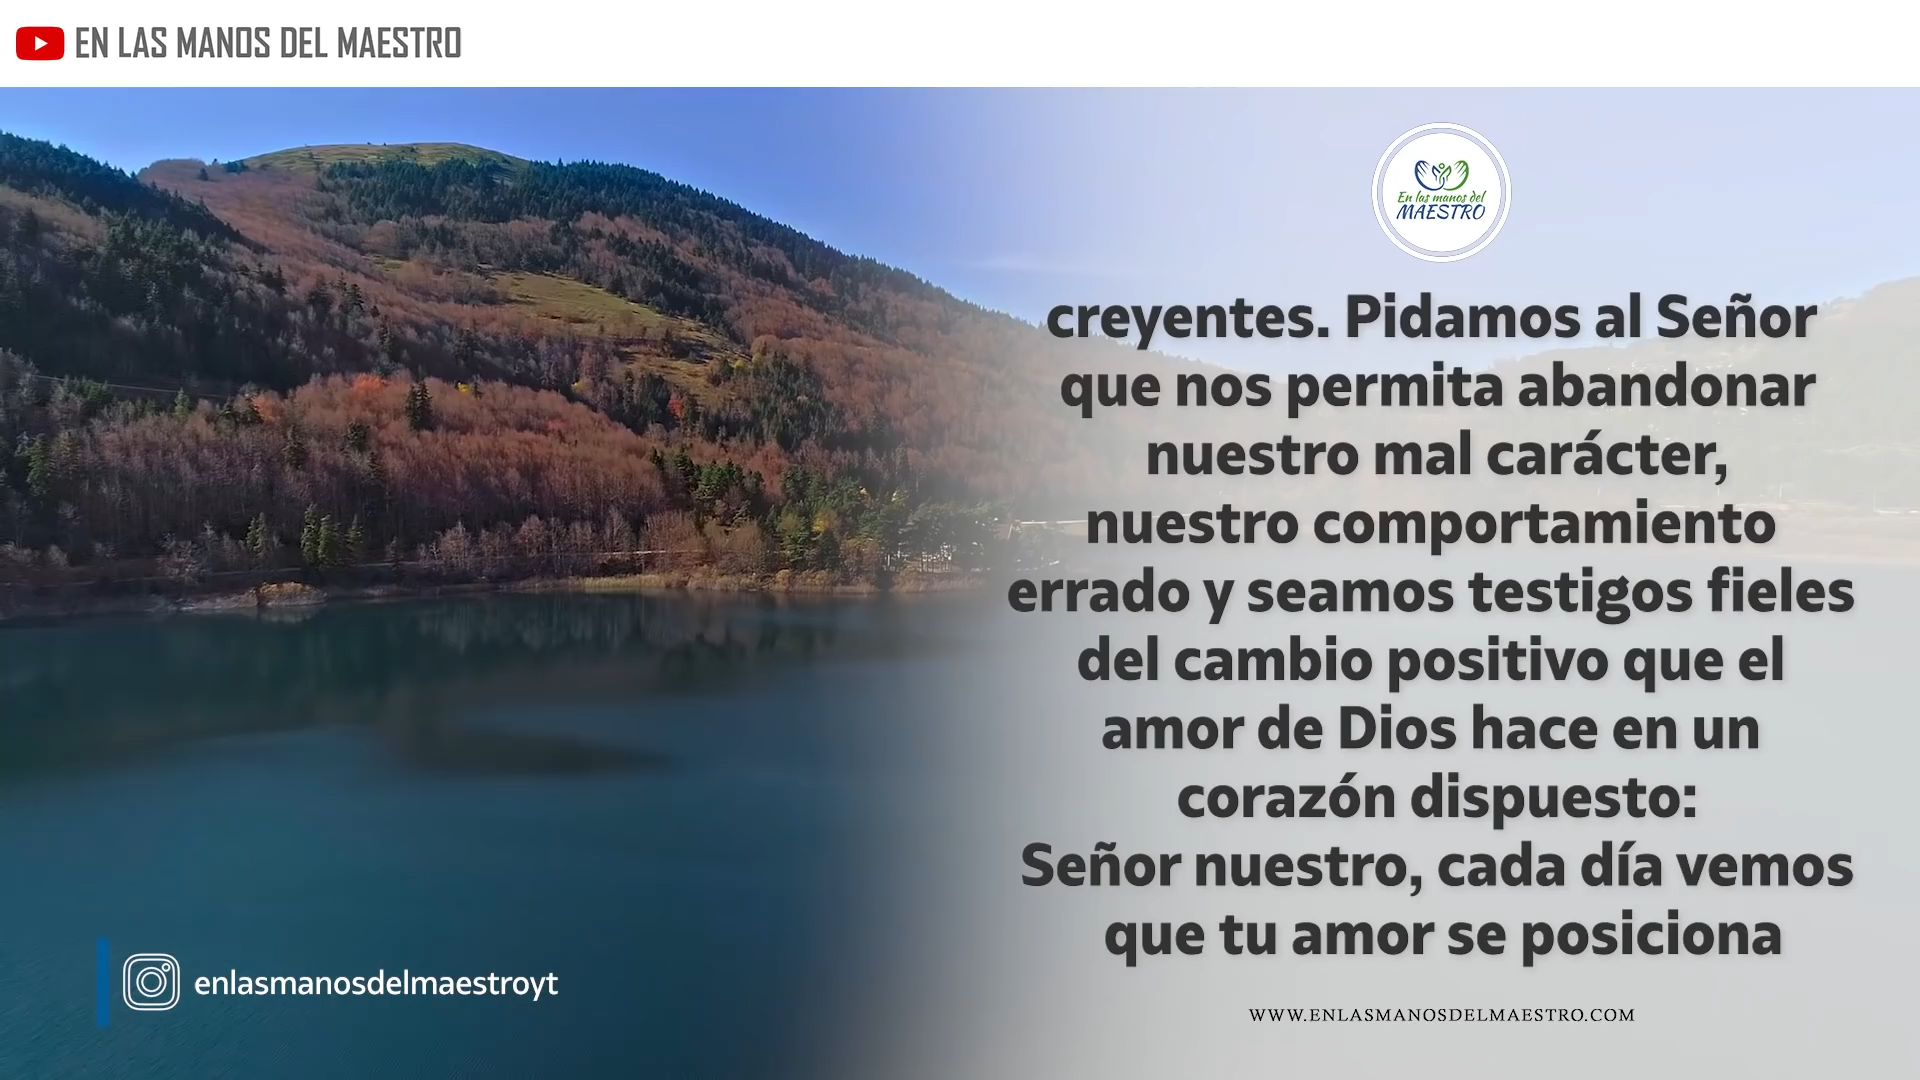 EN LAS MANOS DEL MAESTRO
En las manos del
MAESTRO
creyentes. Pidamos al Señor
que nos permita abandonar
nuestro mal carácter,
nuestro comportamiento
errado y seamos testigos fieles
del cambio positivo que el
amor de Dios hace en un
corazón dispuesto:
Señor nuestro, cada día vemos
que tu amor se posiciona
enlasmanosdelmaestroyt
WWW.ENLASMANOSDELMAESTRO.COM